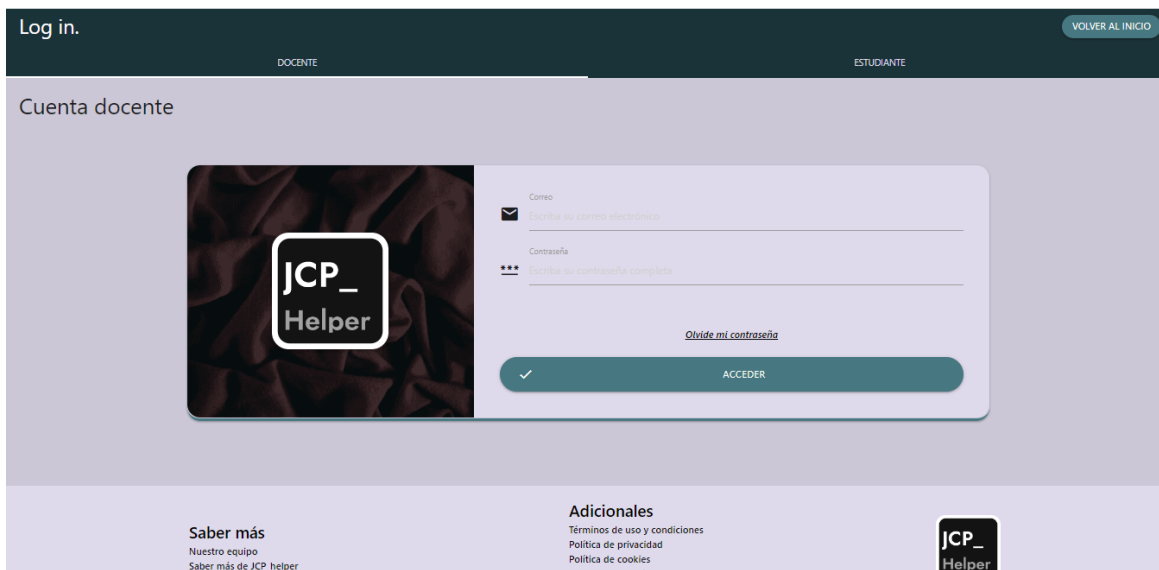 Log in.
VOLVER AL INICIO
DOCENTE
ESTUDIANTE
Cuenta docente
JCP_
Helper
Correo
Escriba su correo electrónico
Contraseña
Escriba su contraseña completa
Olvide mi contraseña
ACCEDER
Saber más
Nuestro equipo
Saber más de JCP_helper
Adicionales
Términos de uso y condiciones
Política de privacidad
Política de cookies
JCP_
Helper